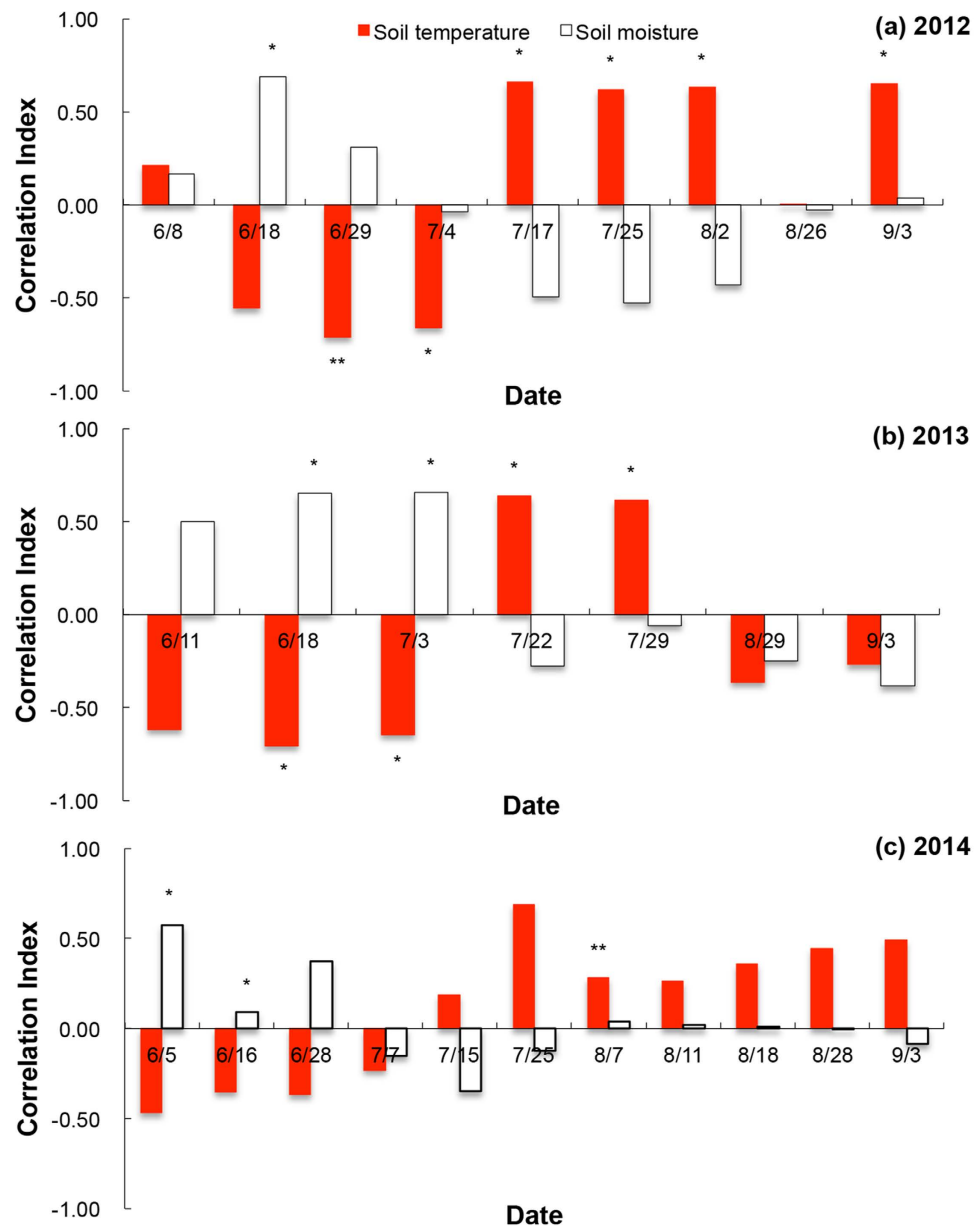 (a) 2012
Soil temperature Soil moisture
Correlation Index
1.00
0.50
0.00
-0.50
-1.00
* * * * *
6/8 6/18 6/29 7/4 7/17 7/25 8/2 8/26 9/3
** *
Date
(b) 2013
Correlation Index
1.00
0.50
0.00
-0.50
-1.00
* * * *
6/11 6/18 7/3 7/22 7/29 8/29 9/3
* *
Date
(c) 2014
Correlation Index
1.00
0.50
0.00
-0.50
-1.00
* * **
6/5 6/16 6/28 7/7 7/15 7/25 8/7 8/11 8/18 8/28 9/3
Date